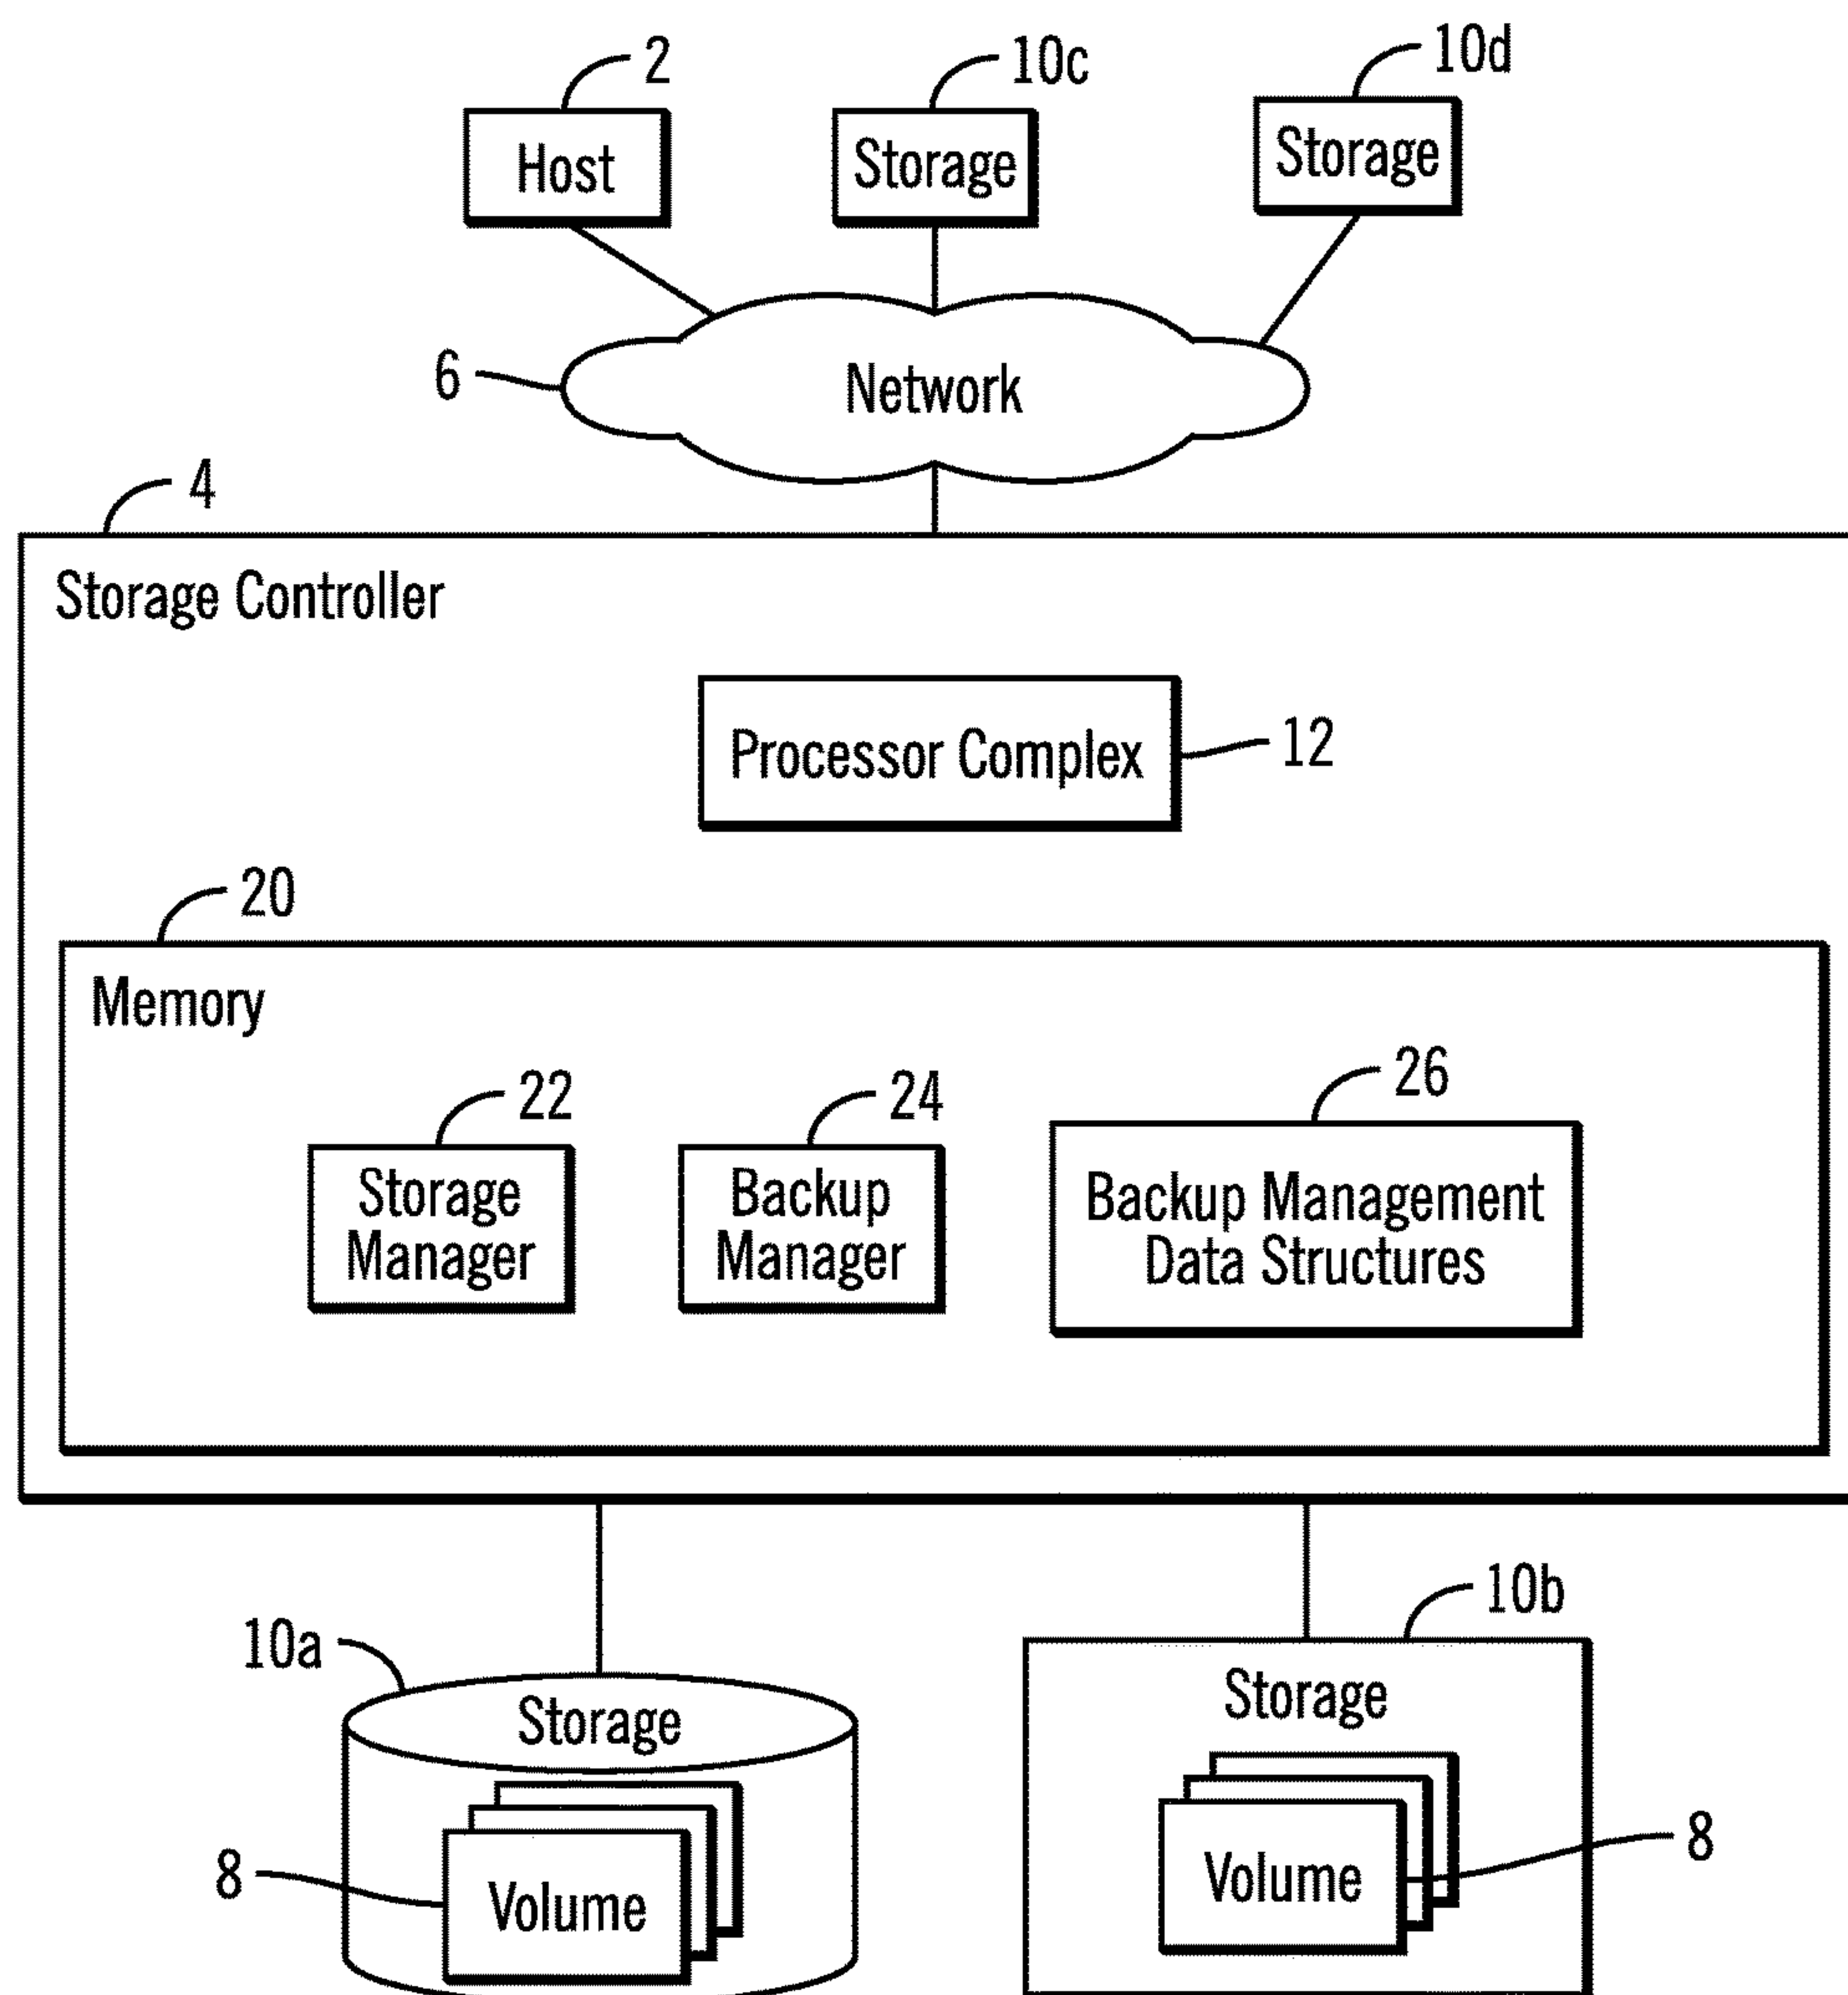 2
10c
10d
Host
Storage
Storage
6
Network
4
Storage Controller
Processor Complex
12
20
Memory
22
24
26
Storage
Manager
Backup
Manager
Backup Management
Data Structures
10a
10b
Storage
Storage
8
Volume
Volume
8